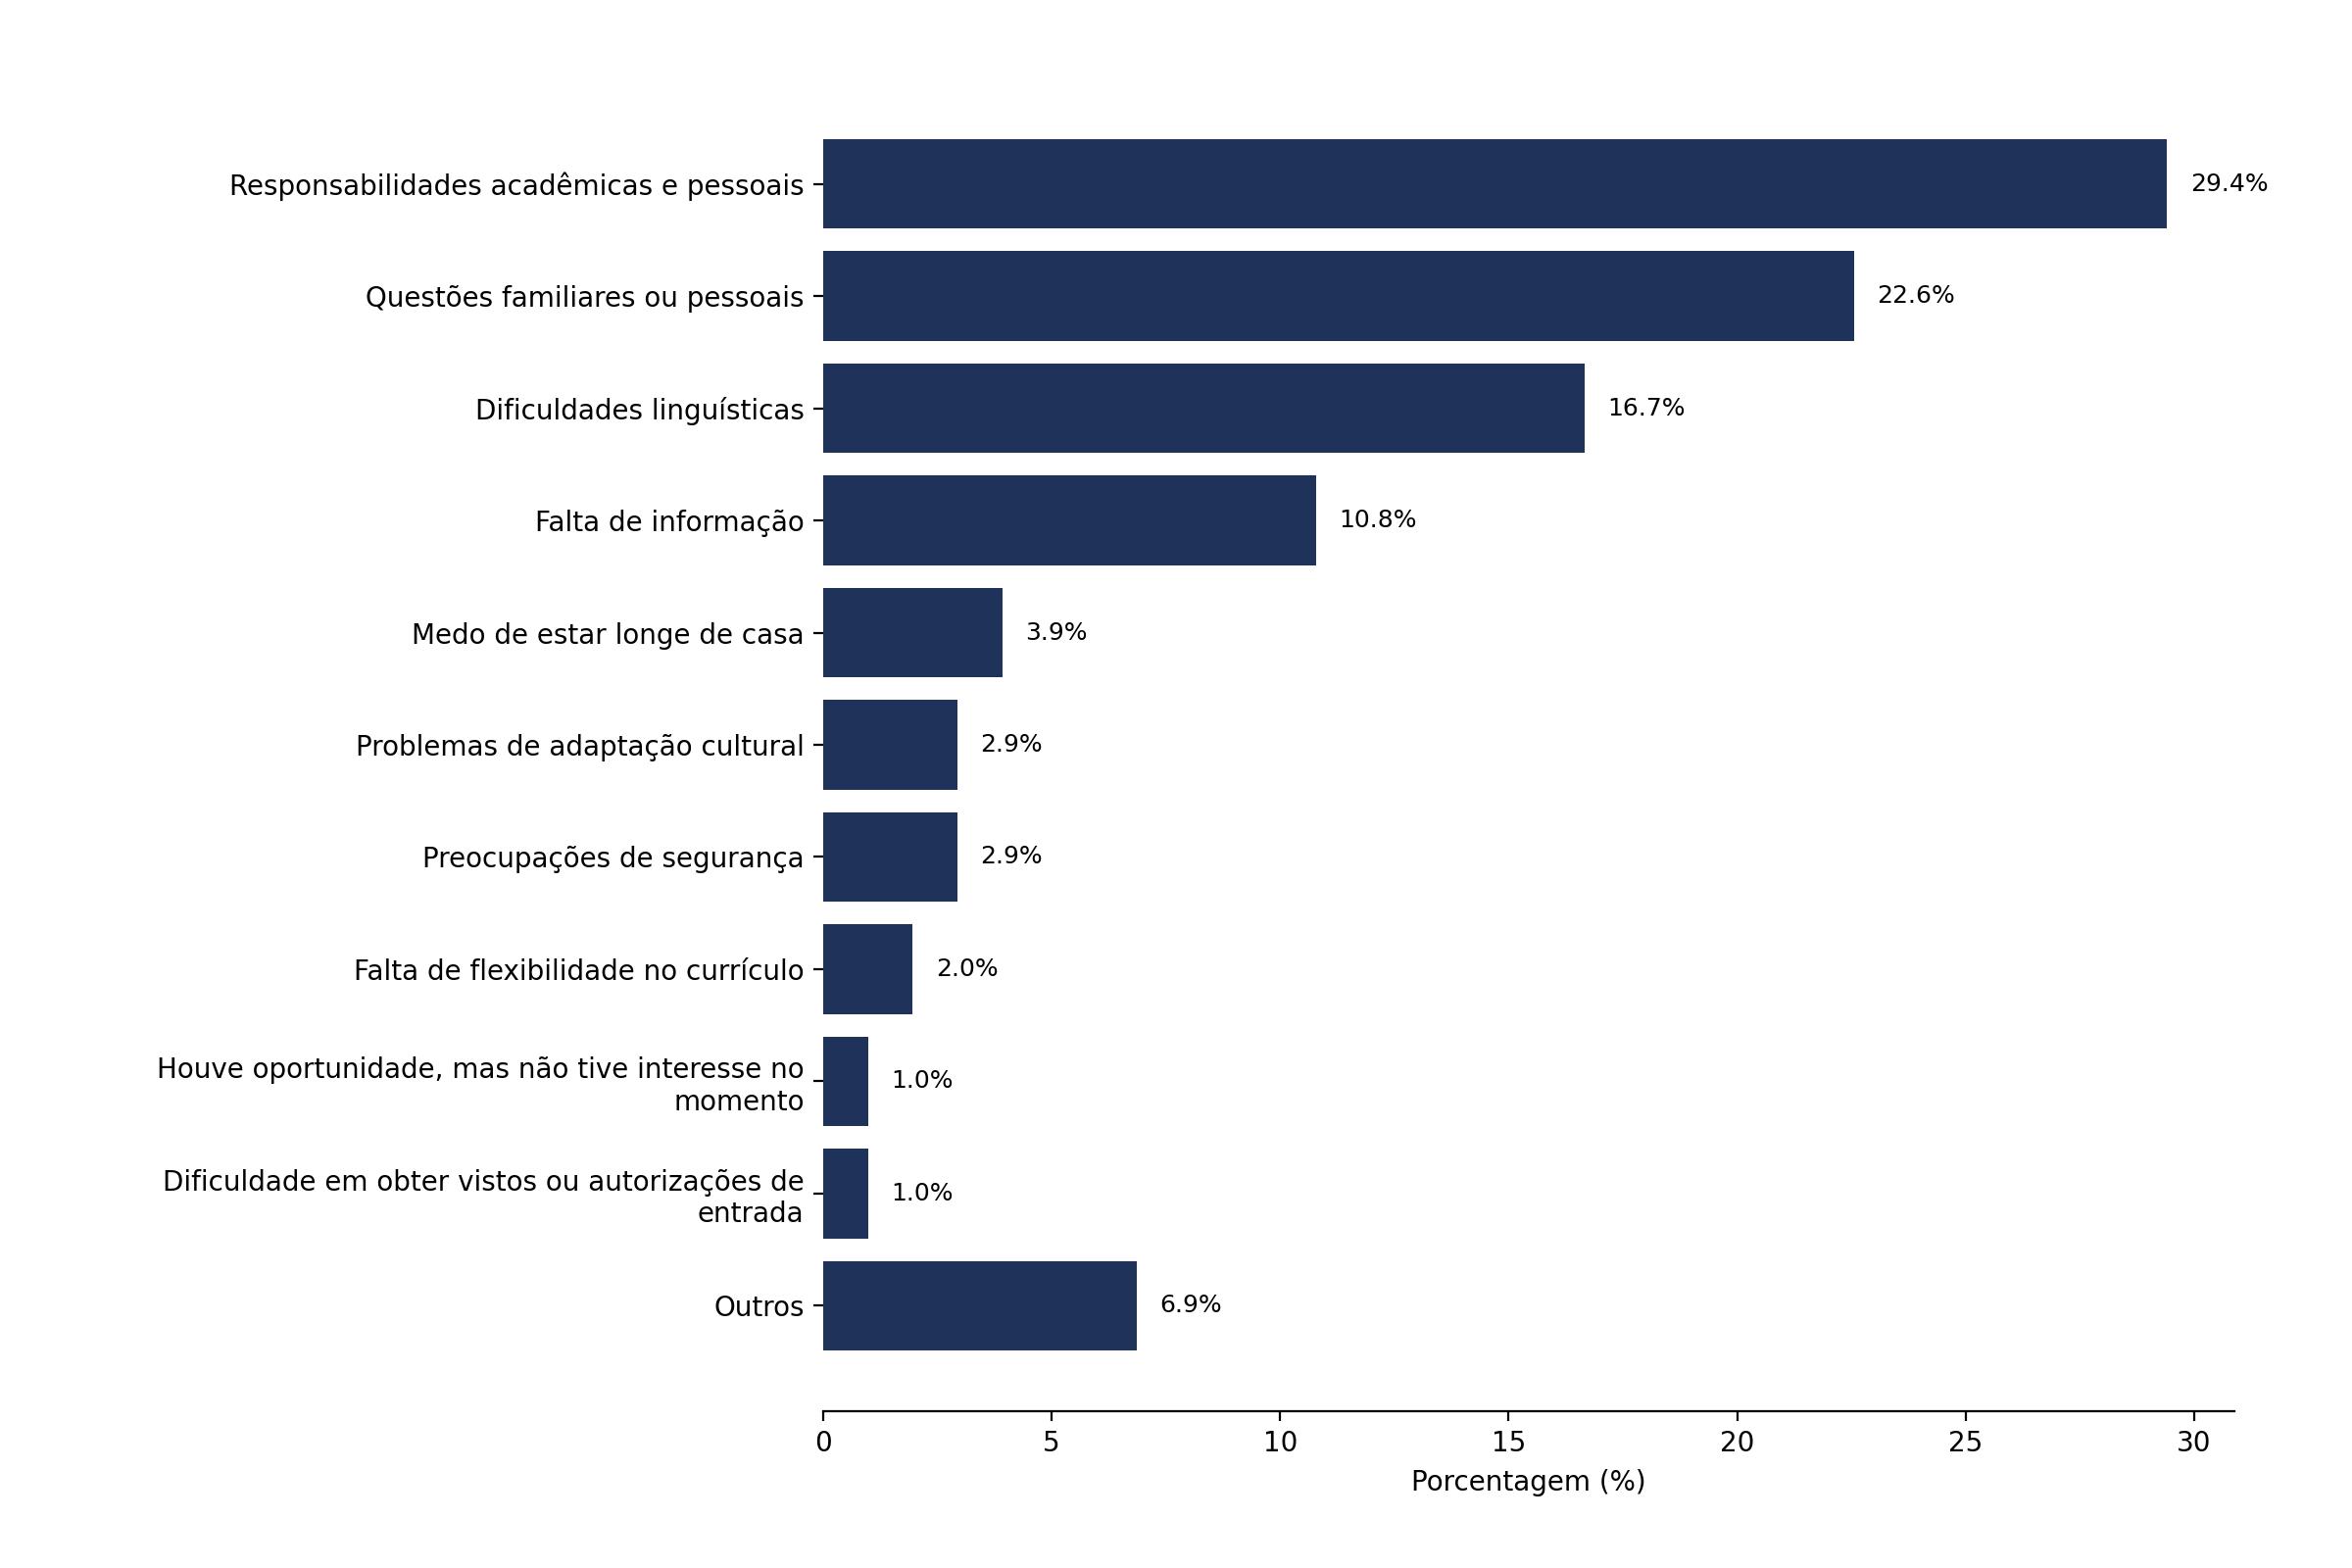 Responsabilidades acadêmicas e pessoais
29.4%
Questões familiares ou pessoais
22.6%
Dificuldades linguísticas
16.7%
Falta de informação
10.8%
Medo de estar longe de casa
3.9%
Problemas de adaptação cultural
2.9%
Preocupações de segurança
2.9%
Falta de flexibilidade no currículo
2.0%
Houve oportunidade, mas não tive interesse no
momento
1.0%
Dificuldade em obter vistos ou autorizações de
entrada
1.0%
Outros
6.9%
0 5 10 15 20 25 30
Porcentagem (%)